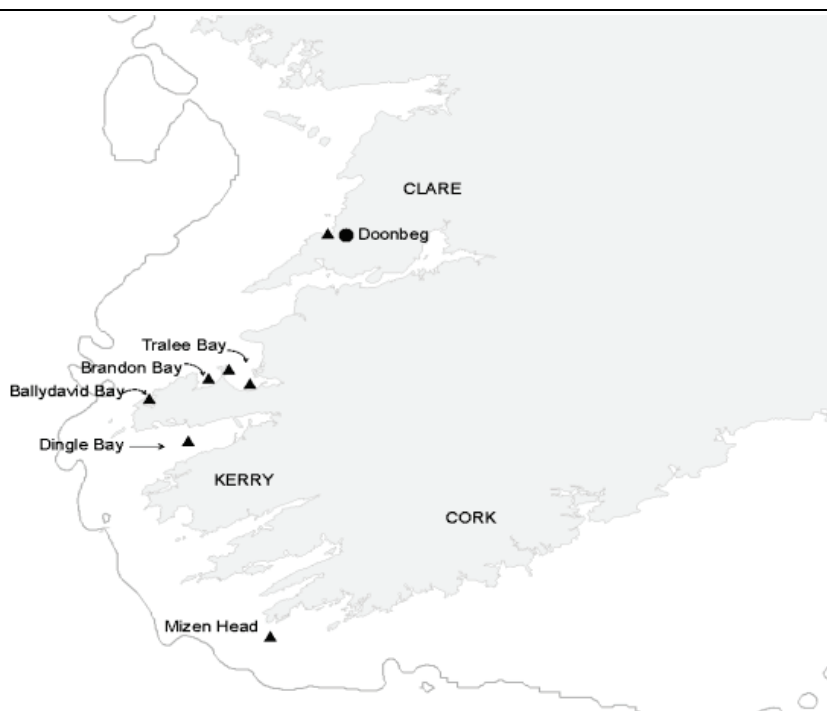 CLARE
Doonbeg
Tralee Bay
Brandon Bay
Ballydavid Bay
Dingle Bay
KERRY
CORK
Mizen Head